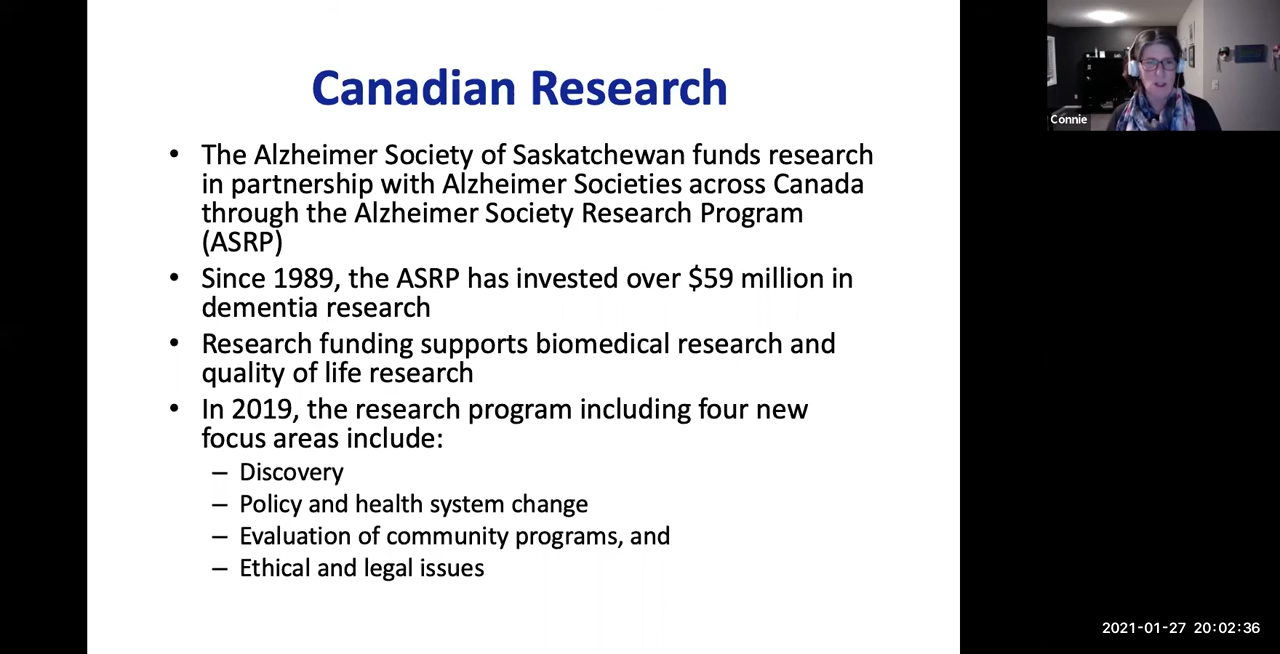 Canadian Research
• The Alzheimer Society of Saskatchewan funds research
in partnership with Alzheimer Societies across Canada
through the Alzheimer Society Research Program
(ASRP)
• Since 1989, the ASRP has invested over $59 million in
dementia research
• Research funding supports biomedical research and
quality of life research
• In 2019, the research program including four new
focus areas include:
– Discovery
– Policy and health system change
– Evaluation of community programs, and
– Ethical and legal issues
Connie
2021-01-27 20:02:36